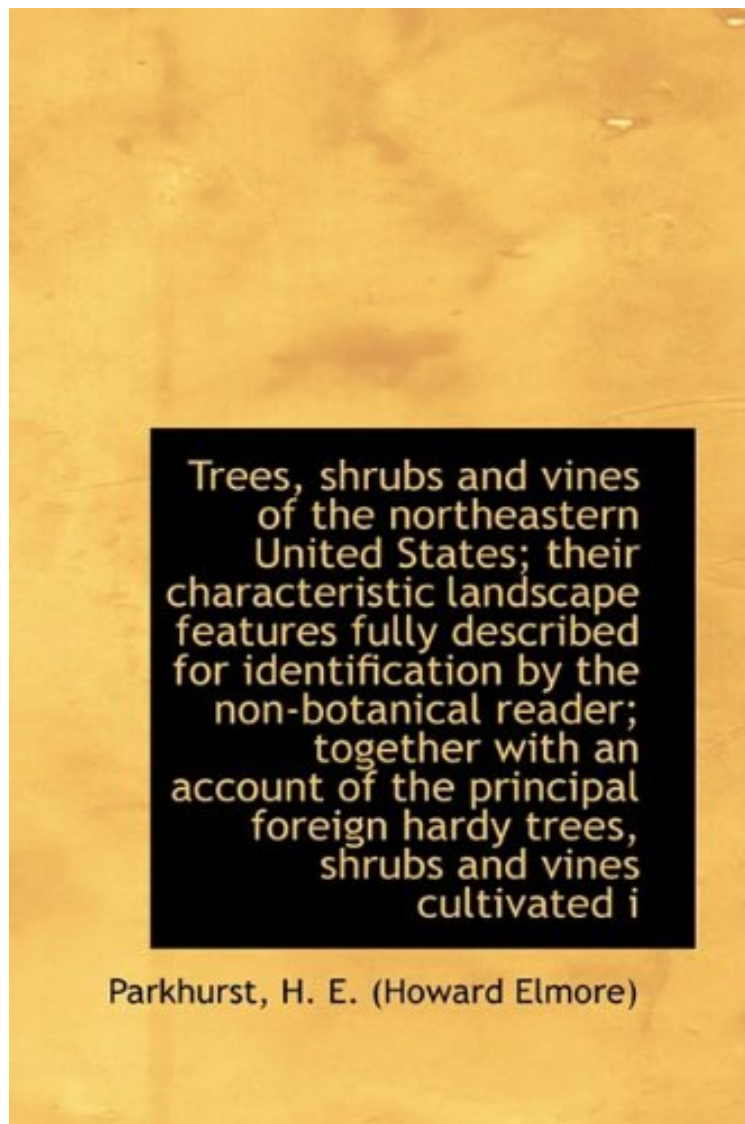 Trees, shrubs and vines
of the northeastern
United States; their
characteristic landscape
features fully described
for identification by the
non-botanical reader;
together with an
account of the principal
foreign hardy trees,
shrubs and vines
cultivated i
Parkhurst, H. E. (Howard Elmore)